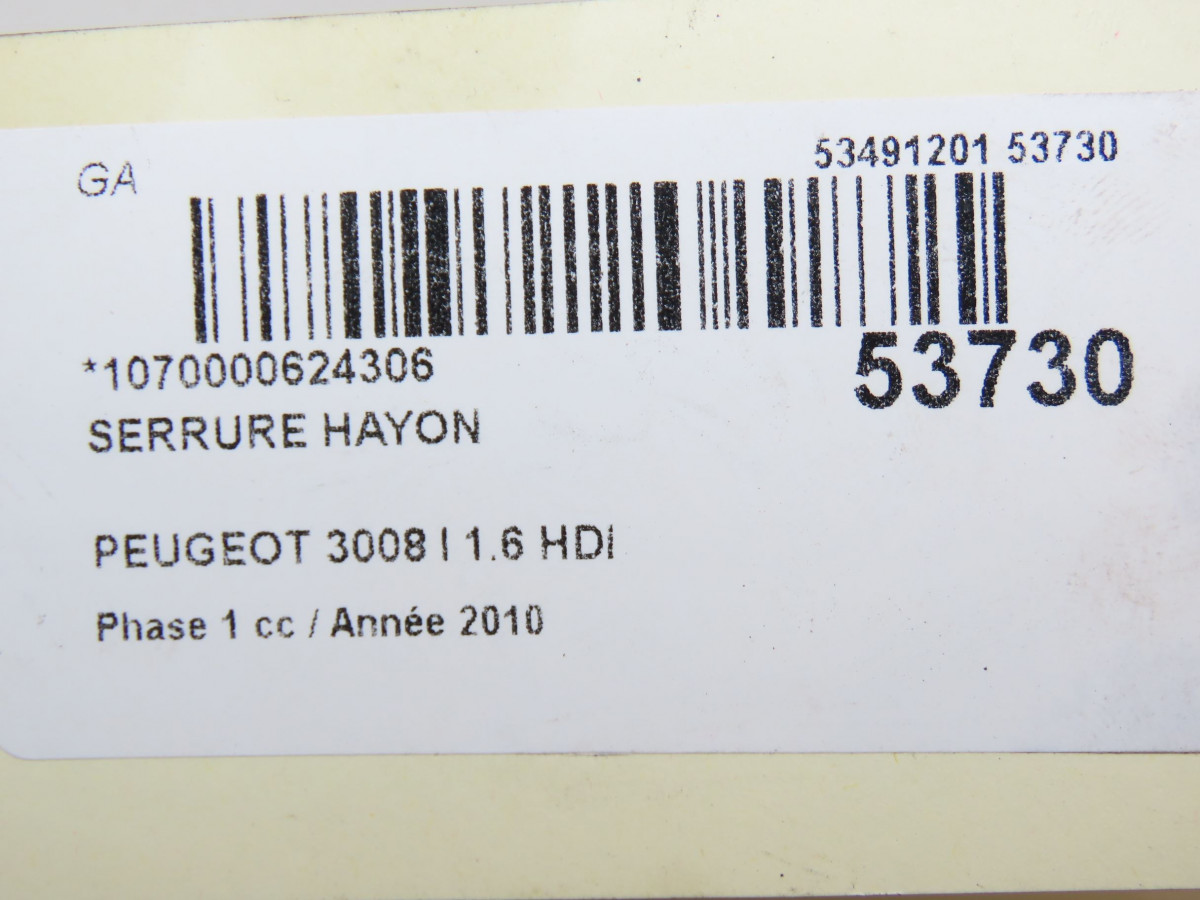 GA
53491201 53730
*1070000624306
53730
SERRURE HAYON
PEUGEOT 3008 I 1.6 HDI
Phase 1 cc / Année 2010